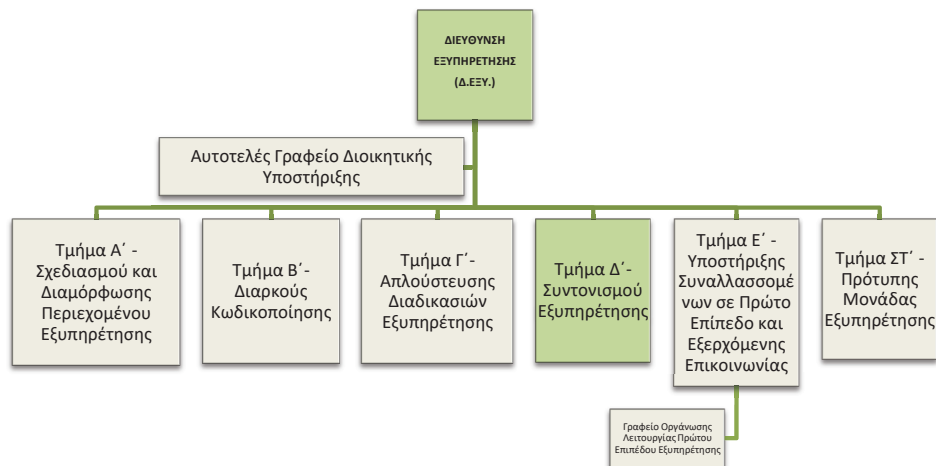 ΔΙΕΥΘΥΝΣΗ
ΕΞΥΠΗΡΕΤΗΣΗΣ
(Δ.ΕΞΥ.)
Αυτοτελές Γραφείο Διοικητικής
Υποστήριξης
Τμήμα Α΄ -
Σχεδιασμού και
Διαμόρφωσης
Περιεχομένου
Εξυπηρέτησης
Τμήμα Β΄-
Διαρκούς
Κωδικοποίησης
Τμήμα Γ΄-
Απλούστευσης
Διαδικασιών
Εξυπηρέτησης
Τμήμα Δ΄-
Συντονισμού
Εξυπηρέτησης
Τμήμα Ε΄ -
Υποστήριξης
Συναλλασσομέ
νων σε Πρώτο
Επίπεδο και
Εξερχόμενης
Επικοινωνίας
Τμήμα ΣΤ΄ -
Πρότυπης
Μονάδας
Εξυπηρέτησης
Γραφείο Οργάνωσης
Λειτουργίας Πρώτου
Επιπέδου Εξυπηρέτησης